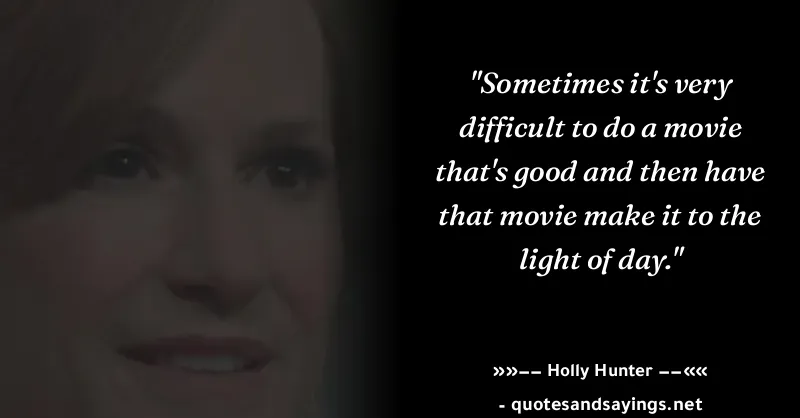 "Sometimes it's very
difficult to do a movie
that's good and then have
that movie make it to the
light of day."
»»–– Holly Hunter ––««
- quotesandsayings.net